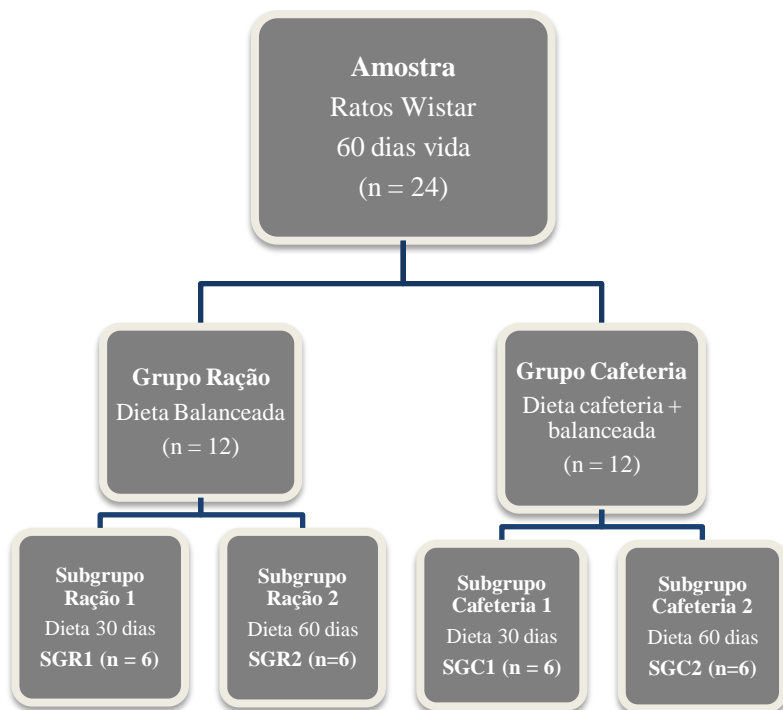 Amostra
Ratos Wistar
60 dias vida
(n = 24)
Grupo Ração
Dieta Balanceada
(n = 12)
Grupo Cafeteria
Dieta cafeteria +
balanceada
(n = 12)
Subgrupo
Ração 1
Dieta 30 dias
SGR1 (n = 6)
Subgrupo
Ração 2
Dieta 60 dias
SGR2 (n=6)
Subgrupo
Cafeteria 1
Dieta 30 dias
SGC1 (n = 6)
Subgrupo
Cafeteria 2
Dieta 60 dias
SGC2 (n=6)